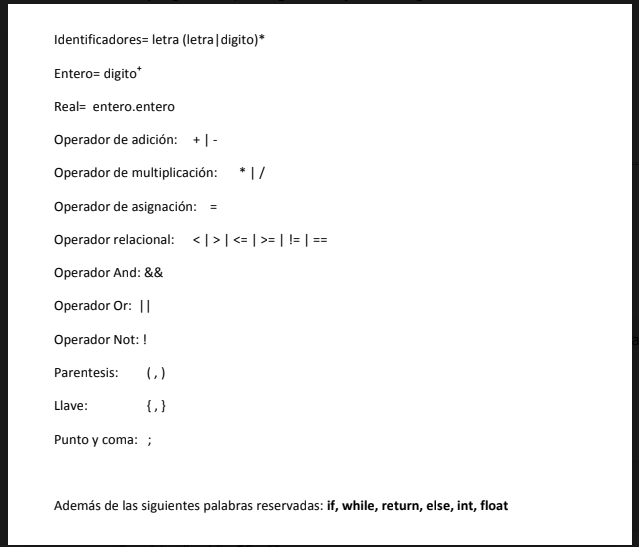 Identificadores= letra (letra|digito)*
Entero= digito⁺
Real= entero.entero
Operador de adición: + | -
Operador de multiplicación: * | /
Operador de asignación: =
Operador relacional: < | > | <= | >= | != | ==
Operador And: &&
Operador Or: ||
Operador Not: !
Parentesis: ( , )
Llave: { , }
Punto y coma: ;
Además de las siguientes palabras reservadas: if, while, return, else, int, float